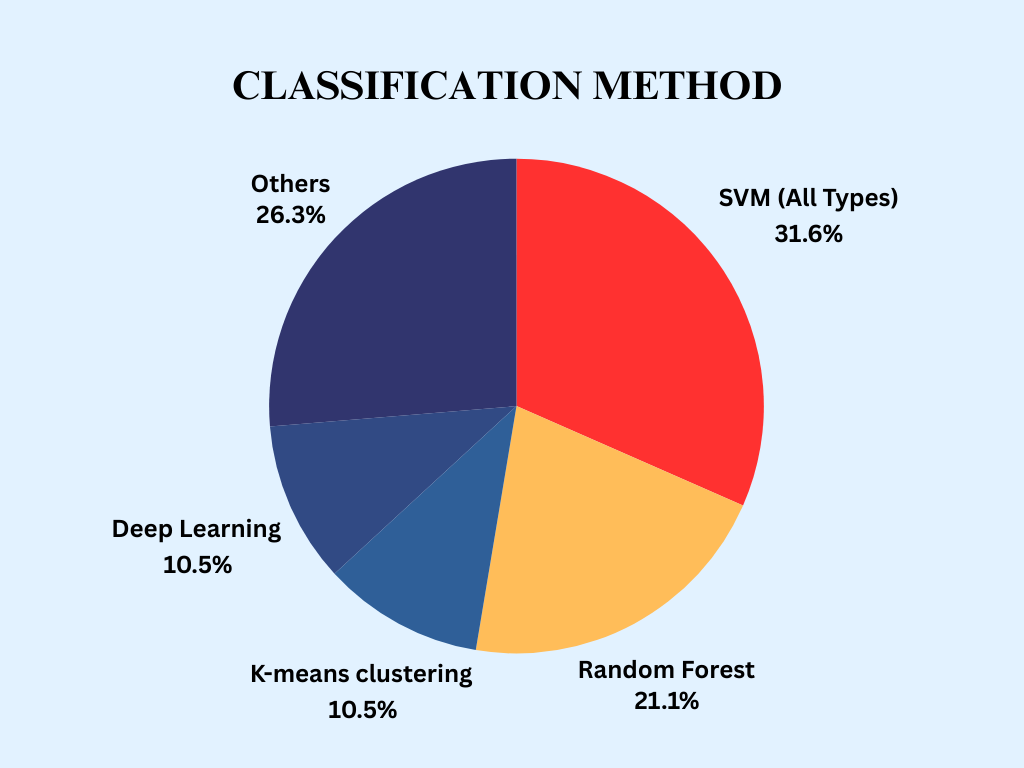 CLASSIFICATION METHOD
Others
26.3%
SVM (All Types)
31.6%
Deep Learning
10.5%
K-means clustering
10.5%
Random Forest
21.1%